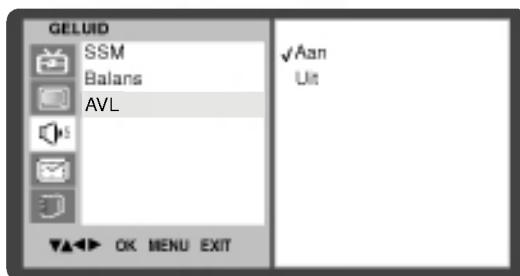 GELUID
SSM
Balans
AVL
√ Aan
Uit
▼▲◀▶ OK MENU EXIT